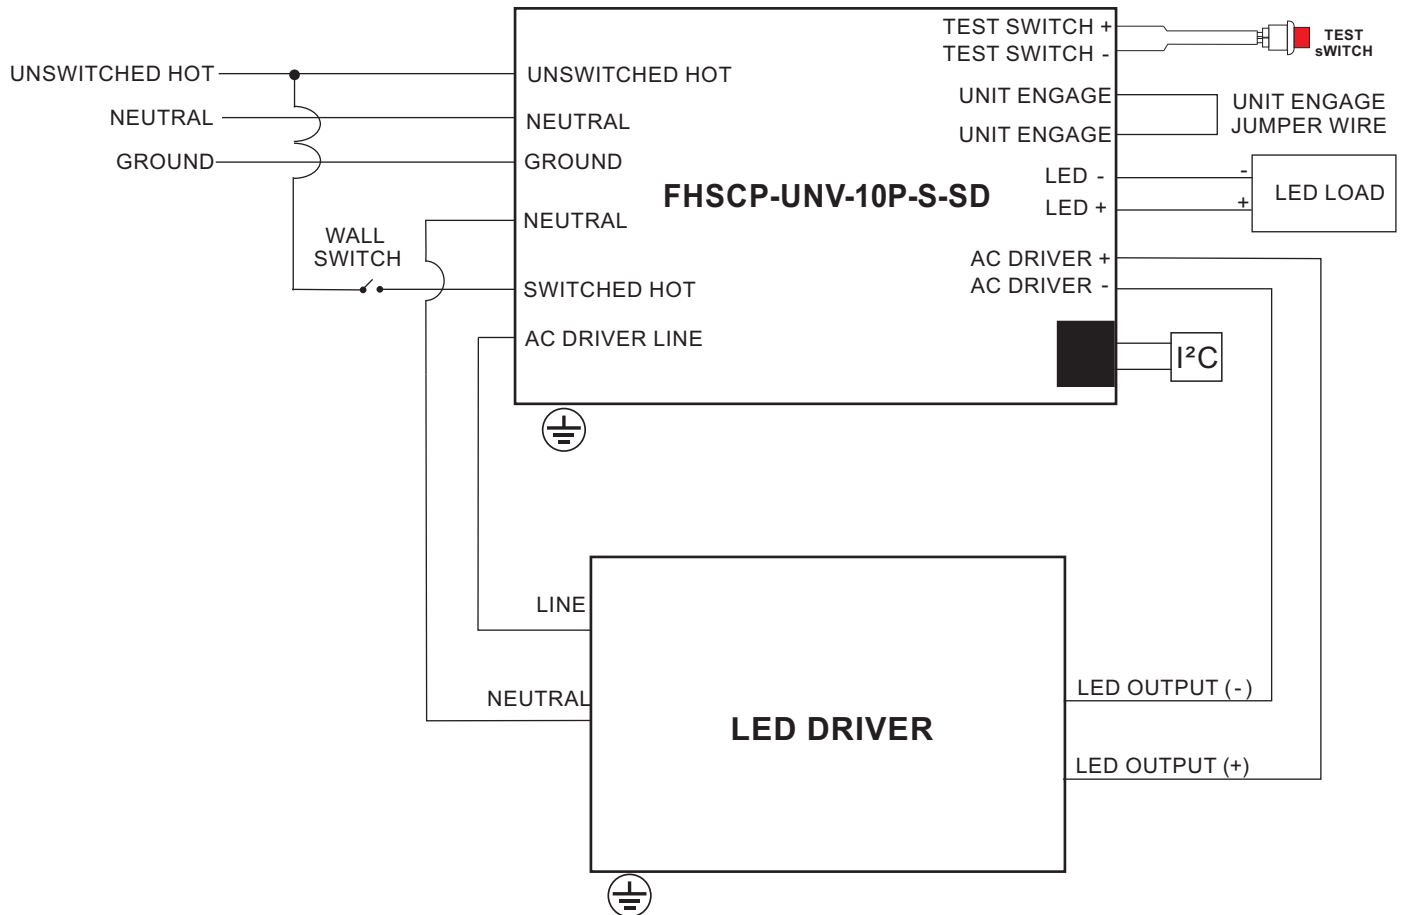 UNSWITCHED HOT
NEUTRAL
GROUND
WALL
SWITCH
UNSWITCHED HOT
NEUTRAL
GROUND
NEUTRAL
SWITCHED HOT
AC DRIVER LINE
FHSCP-UNV-10P-S-SD
TEST SWITCH +
TEST SWITCH -
UNIT ENGAGE
UNIT ENGAGE
LED -
LED +
AC DRIVER +
AC DRIVER -
TEST
sWITCH
UNIT ENGAGE
JUMPER WIRE
-
+
LED LOAD
I²C
LINE
NEUTRAL
LED DRIVER
LED OUTPUT (-)
LED OUTPUT (+)